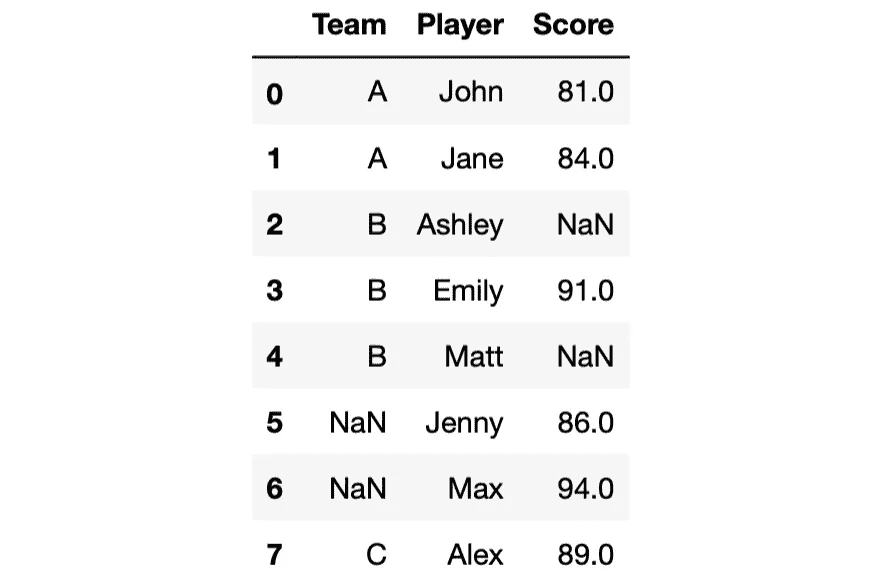 Team Player Score
0 A John 81.0
1 A Jane 84.0
2 B Ashley NaN
3 B Emily 91.0
4 B Matt NaN
5 NaN Jenny 86.0
6 NaN Max 94.0
7 C Alex 89.0